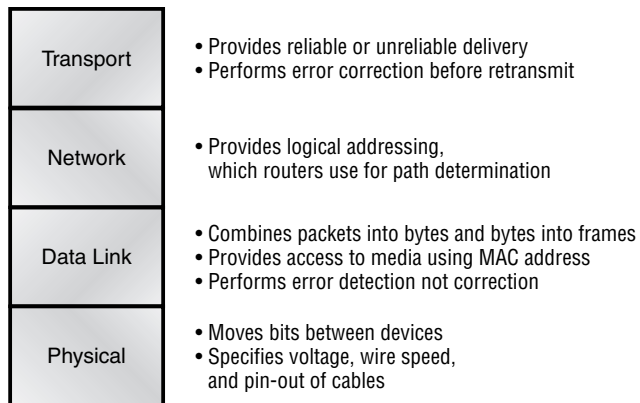 Transport
• Provides reliable or unreliable delivery
• Performs error correction before retransmit
Network
• Provides logical addressing,
which routers use for path determination
Data Link
• Combines packets into bytes and bytes into frames
• Provides access to media using MAC address
• Performs error detection not correction
Physical
• Moves bits between devices
• Specifies voltage, wire speed,
and pin-out of cables